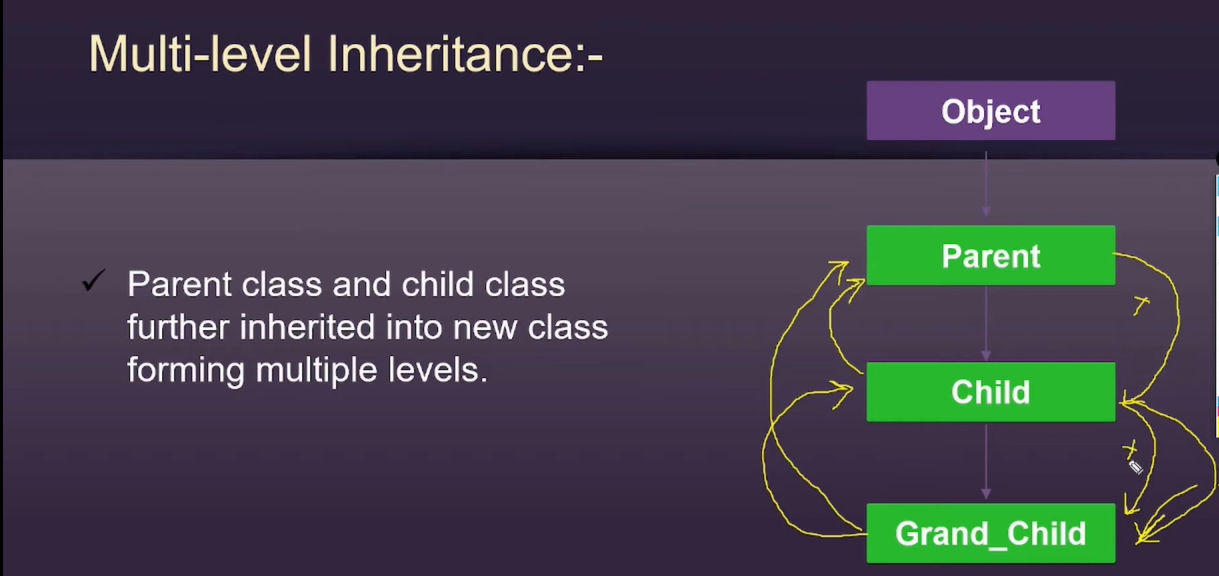 Multi-level Inheritance:-
Object
Parent
Parent class and child class
further inherited into new class
forming multiple levels.
Child
Grand_Child